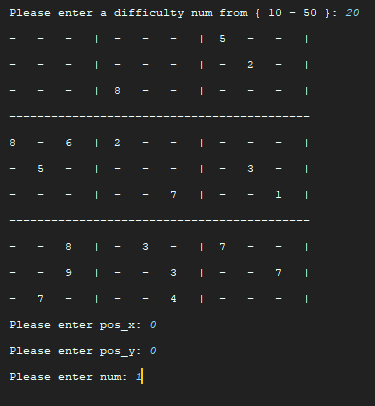 Please enter a difficulty num from { 10 - 50 }: 20
- - - | - - - | 5 - - |
- - - | - - - | - 2 - |
- - - | 8 - - | - - - |
-------------------------------------------
8 - 6 | 2 - - | - - - |
- 5 - | - - - | - 3 - |
- - - | - - 7 | - - 1 |
-------------------------------------------
- - 8 | - 3 - | 7 - - |
- - 9 | - - 3 | - - 7 |
- 7 - | - - 4 | - - - |
Please enter pos_x: 0
Please enter pos_y: 0
Please enter num: 1